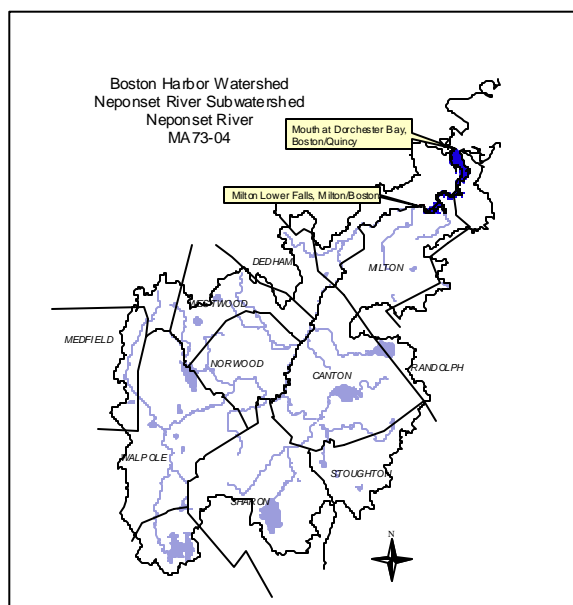 Boston Harbor Watershed
Neponset River Subwatershed
Neponset River
MA73-04
Mouth at Dorchester Bay,
Boston/Quincy
Milton Lower Falls, Milton/Boston
DEDHAM
MILTON
WESTWOOD
MEDFIELD
NORWOOD
CANTON
RANDOLPH
WALPOLE
STOUGHTON
SHARON
N